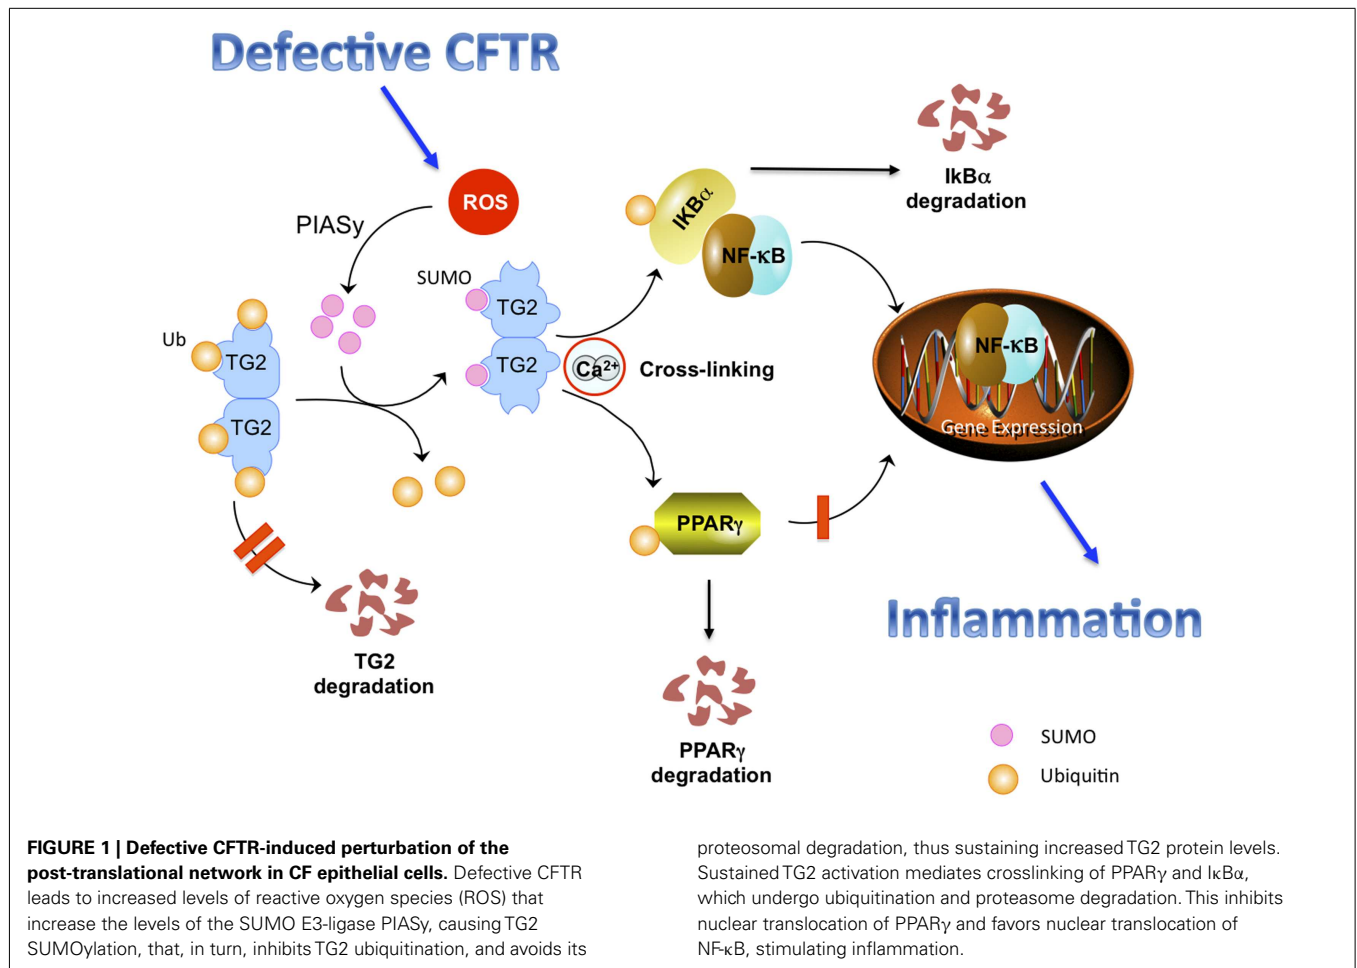 Defective CFTR
ROS
PIASy
SUMO
TG2
TG2
Ub
TG2
TG2
Ca²⁺
Cross-linking
IKBα
NF-κB
IkBα
degradation
NF-κB
Gene Expression
PPARγ
TG2
degradation
PPARγ
degradation
Inflammation
SUMO
Ubiquitin
FIGURE 1 | Defective CFTR-induced perturbation of the
post-translational network in CF epithelial cells. Defective CFTR
leads to increased levels of reactive oxygen species (ROS) that
increase the levels of the SUMO E3-ligase PIASy, causing TG2
SUMOylation, that, in turn, inhibits TG2 ubiquitination, and avoids its
proteosomal degradation, thus sustaining increased TG2 protein levels.
Sustained TG2 activation mediates crosslinking of PPARγ and IκBα,
which undergo ubiquitination and proteasome degradation. This inhibits
nuclear translocation of PPARγ and favors nuclear translocation of
NF-κB, stimulating inflammation.